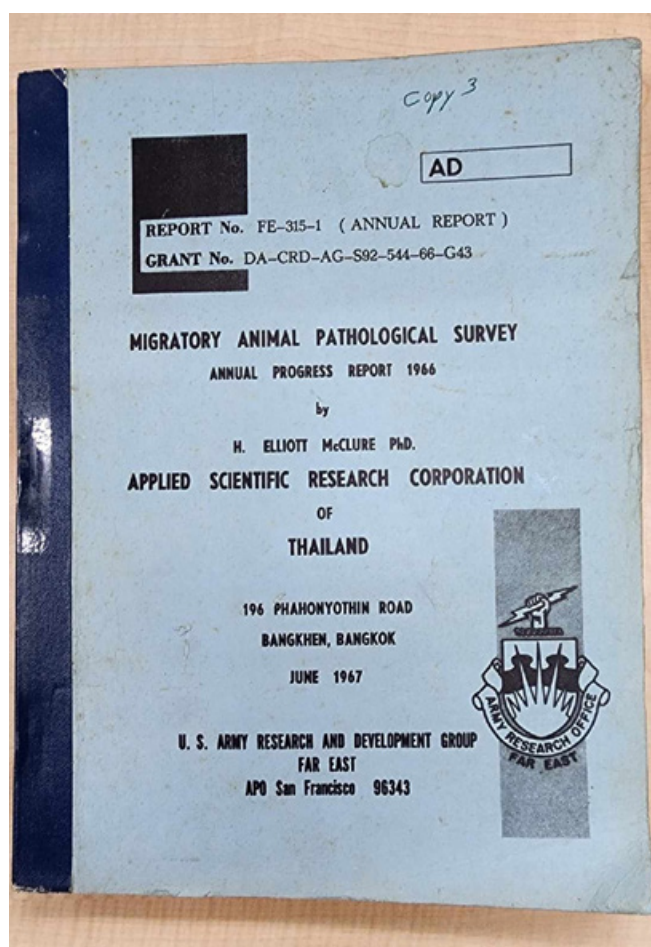 Copy 3
AD
REPORT No. FE-315-1 ( ANNUAL REPORT )
GRANT No. DA-CRD-AG-S92-544-66-G43
MIGRATORY ANIMAL PATHOLOGICAL SURVEY
ANNUAL PROGRESS REPORT 1966
by
H. ELLIOTT McCLURE PhD.
APPLIED SCIENTIFIC RESEARCH CORPORATION
OF
THAILAND
196 PHAHONYOTHIN ROAD
BANGKHEN, BANGKOK
JUNE 1967
U. S. ARMY RESEARCH AND DEVELOPMENT GROUP
FAR EAST
APO San Francisco 96343
ARMY RESEARCH OFFICE
FAR EAST